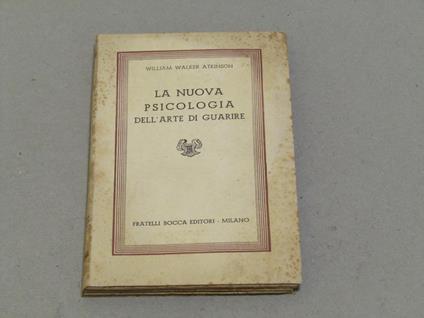 WILLIAM WALKER ATKINSON
LA NUOVA
PSICOLOGIA
DELL'ARTE DI GUARIRE
FRATELLI BOCCA EDITORI - MILANO